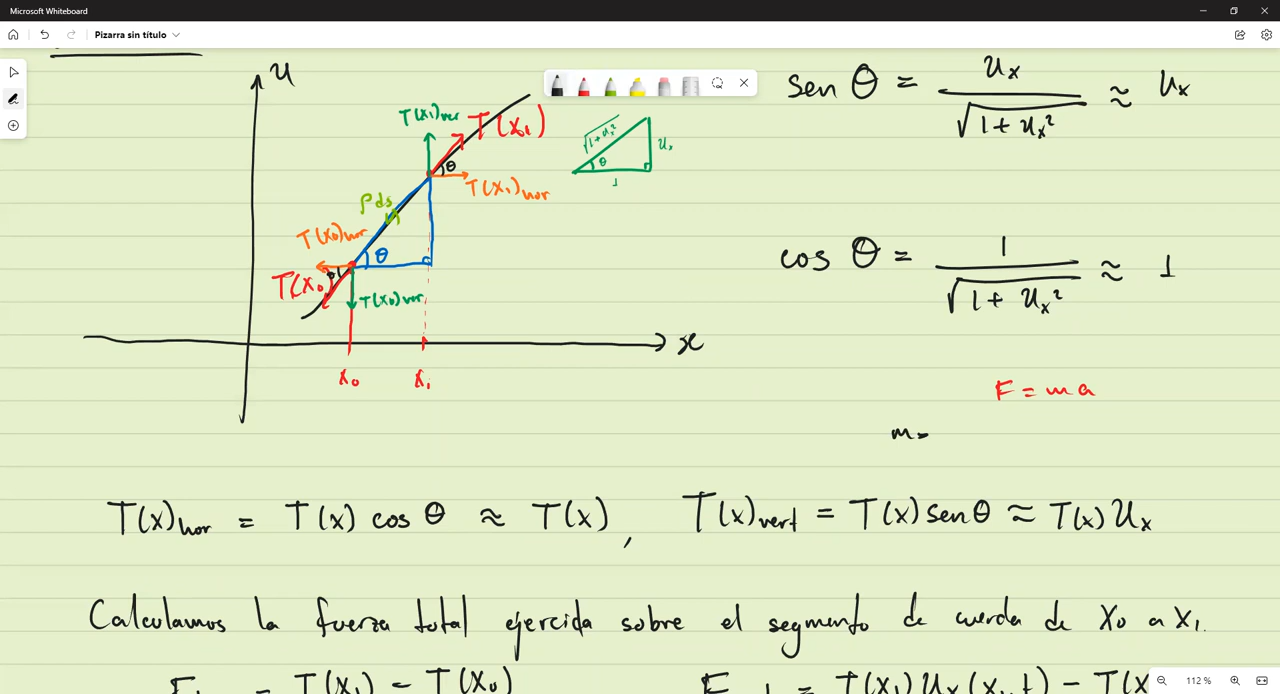 Microsoft Whiteboard
Pizarra sin título
u
T(x₁)ver
T(x₁)
θ
T(x₁)hor
ρds
T(x₀)hor
θ
T(x₀)
θ
T(x₀)ver
x
x₀
x₁
√1+ux²
ux
θ
1
sen θ = ux / √1 + ux² ≈ ux
cos θ = 1 / √1 + ux² ≈ 1
F = ma
m=
T(x)hor = T(x) cos θ ≈ T(x), T(x)vert = T(x) sen θ ≈ T(x) ux
Calculamos la fuerza total ejercida sobre el segmento de cuerda de x₀ a x₁.
= T(x₁) - T(x₀)
= T(x₁) ux(x₁,t) - T(x
112 %